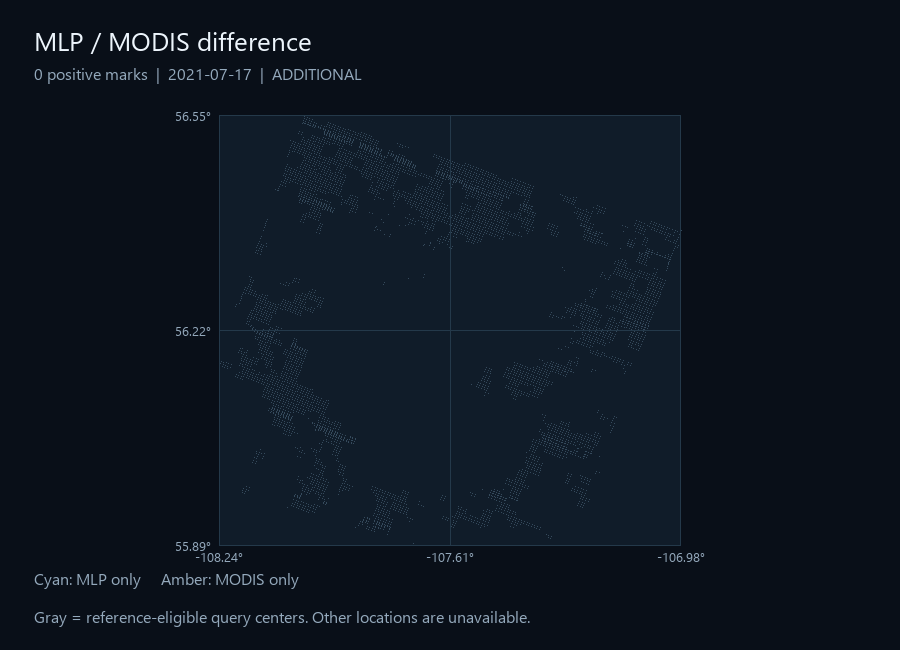 MLP / MODIS difference
0 positive marks | 2021-07-17 | ADDITIONAL
56.55°
56.22°
55.89°
-108.24° -107.61° -106.98°
Cyan: MLP only Amber: MODIS only
Gray = reference-eligible query centers. Other locations are unavailable.